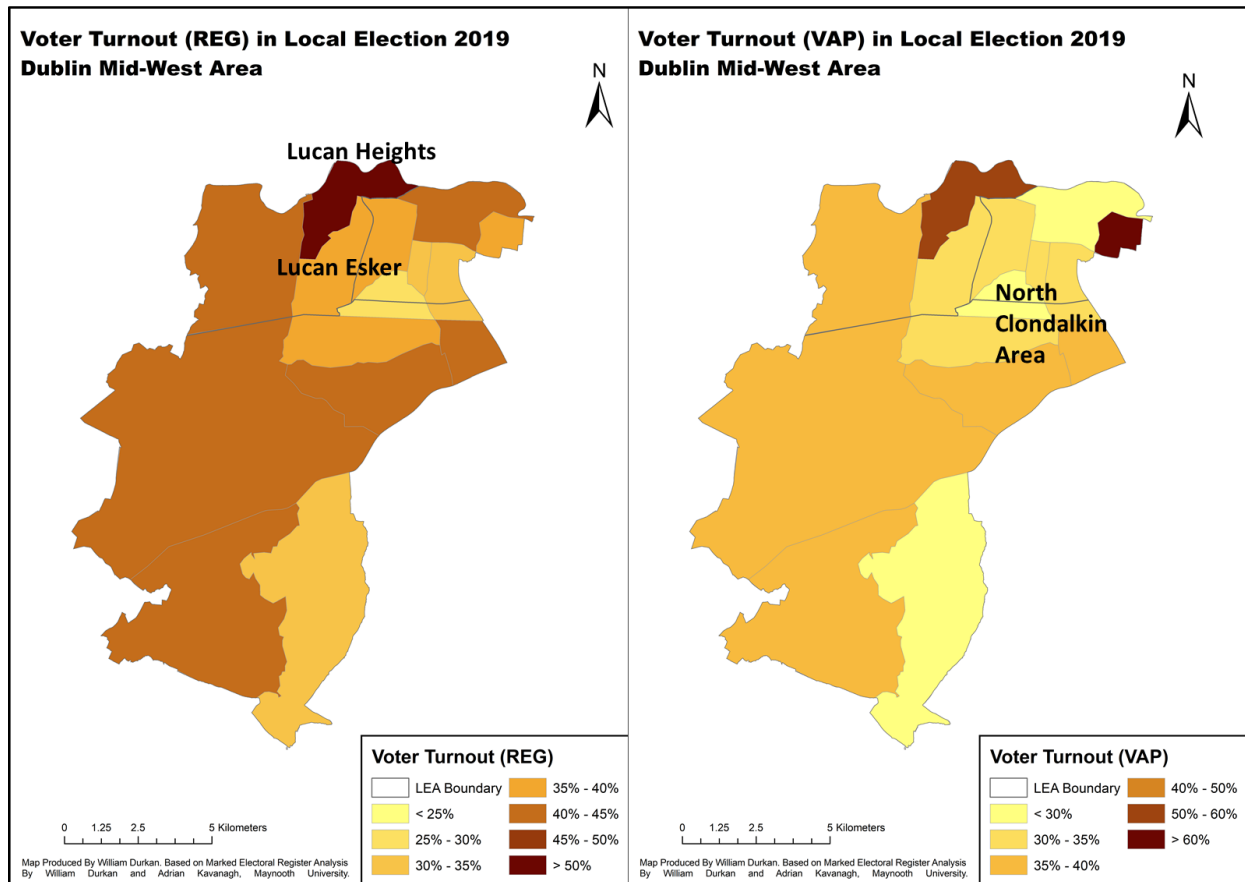 Voter Turnout (REG) in Local Election 2019
Dublin Mid-West Area
N
Lucan Heights
Lucan Esker
Voter Turnout (REG)
LEA Boundary
< 25%
25% - 30%
30% - 35%
35% - 40%
40% - 45%
45% - 50%
> 50%
0 1.25 2.5 5 Kilometers
Map Produced By William Durkan. Based on Marked Electoral Register Analysis
By William Durkan and Adrian Kavanagh, Maynooth University.
Voter Turnout (VAP) in Local Election 2019
Dublin Mid-West Area
N
North
Clondalkin
Area
Voter Turnout (VAP)
LEA Boundary
<30%
30% - 35%
35% - 40%
40% - 50%
50% - 60%
>60%
0 1.25 2.5 5 Kilometers
Map Produced By William Durkan. Based on Marked Electoral Register Analysis
By William Durkan and Adrian Kavanagh, Maynooth University.